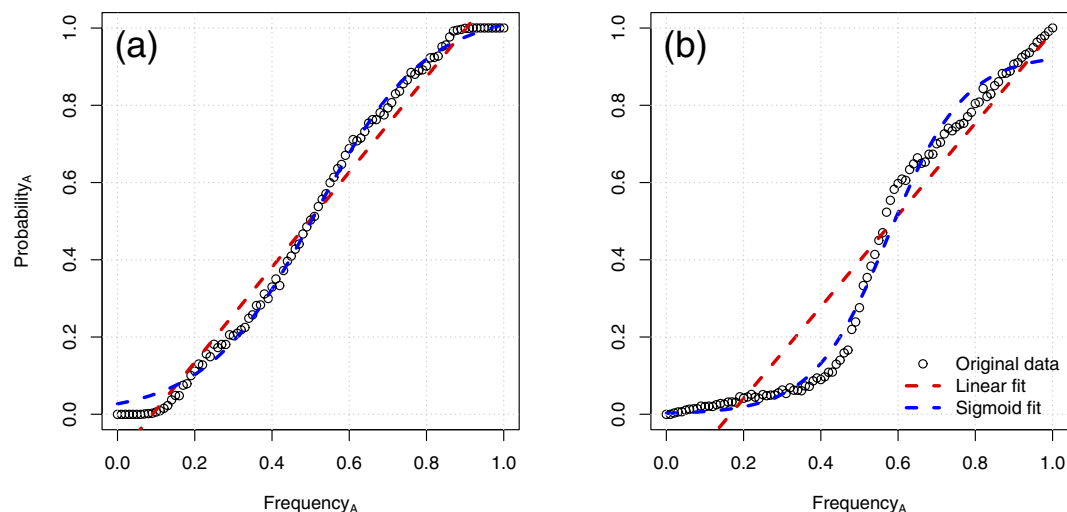 (a)
1.0
0.8
0.6
0.4
0.2
0.0
Probability_A
0.0 0.2 0.4 0.6 0.8 1.0
Frequency_A
(b)
1.0
0.8
0.6
0.4
0.2
0.0
Original data
Linear fit
Sigmoid fit
0.0 0.2 0.4 0.6 0.8 1.0
Frequency_A